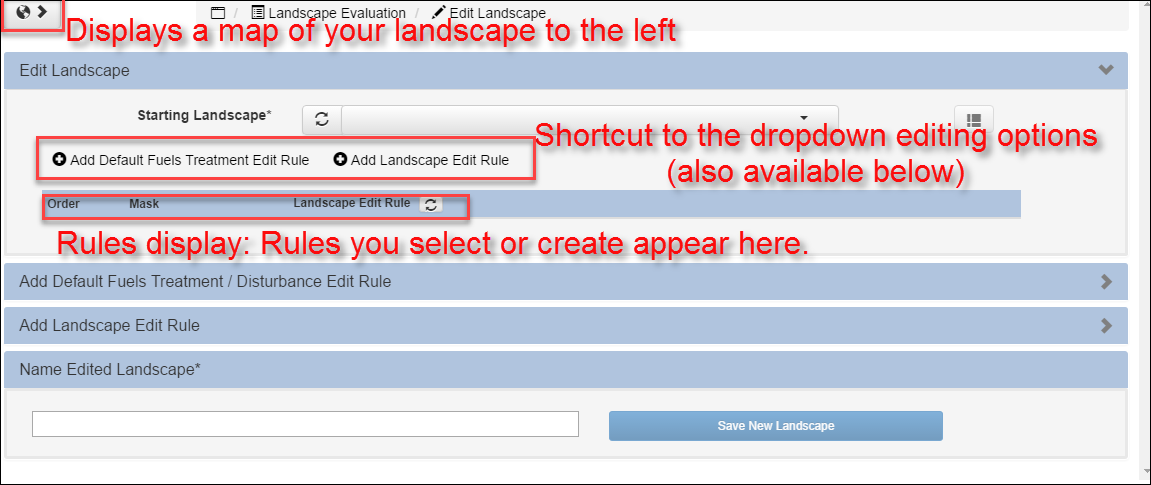 / Landscape Evaluation / Edit Landscape
Displays a map of your landscape to the left
Edit Landscape
Starting Landscape*
Shortcut to the dropdown editing options
(also available below)
Add Default Fuels Treatment Edit Rule Add Landscape Edit Rule
Order Mask Landscape Edit Rule
Rules display: Rules you select or create appear here.
Add Default Fuels Treatment / Disturbance Edit Rule
Add Landscape Edit Rule
Name Edited Landscape*
Save New Landscape